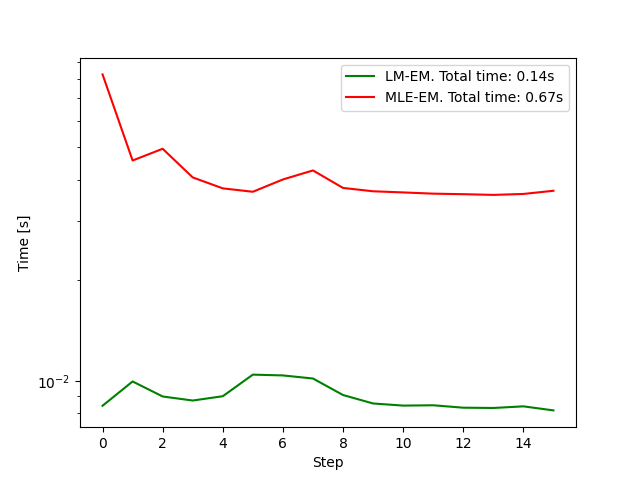 LM-EM. Total time: 0.14s
MLE-EM. Total time: 0.67s
Time [s]
10⁻²
0 2 4 6 8 10 12 14
Step